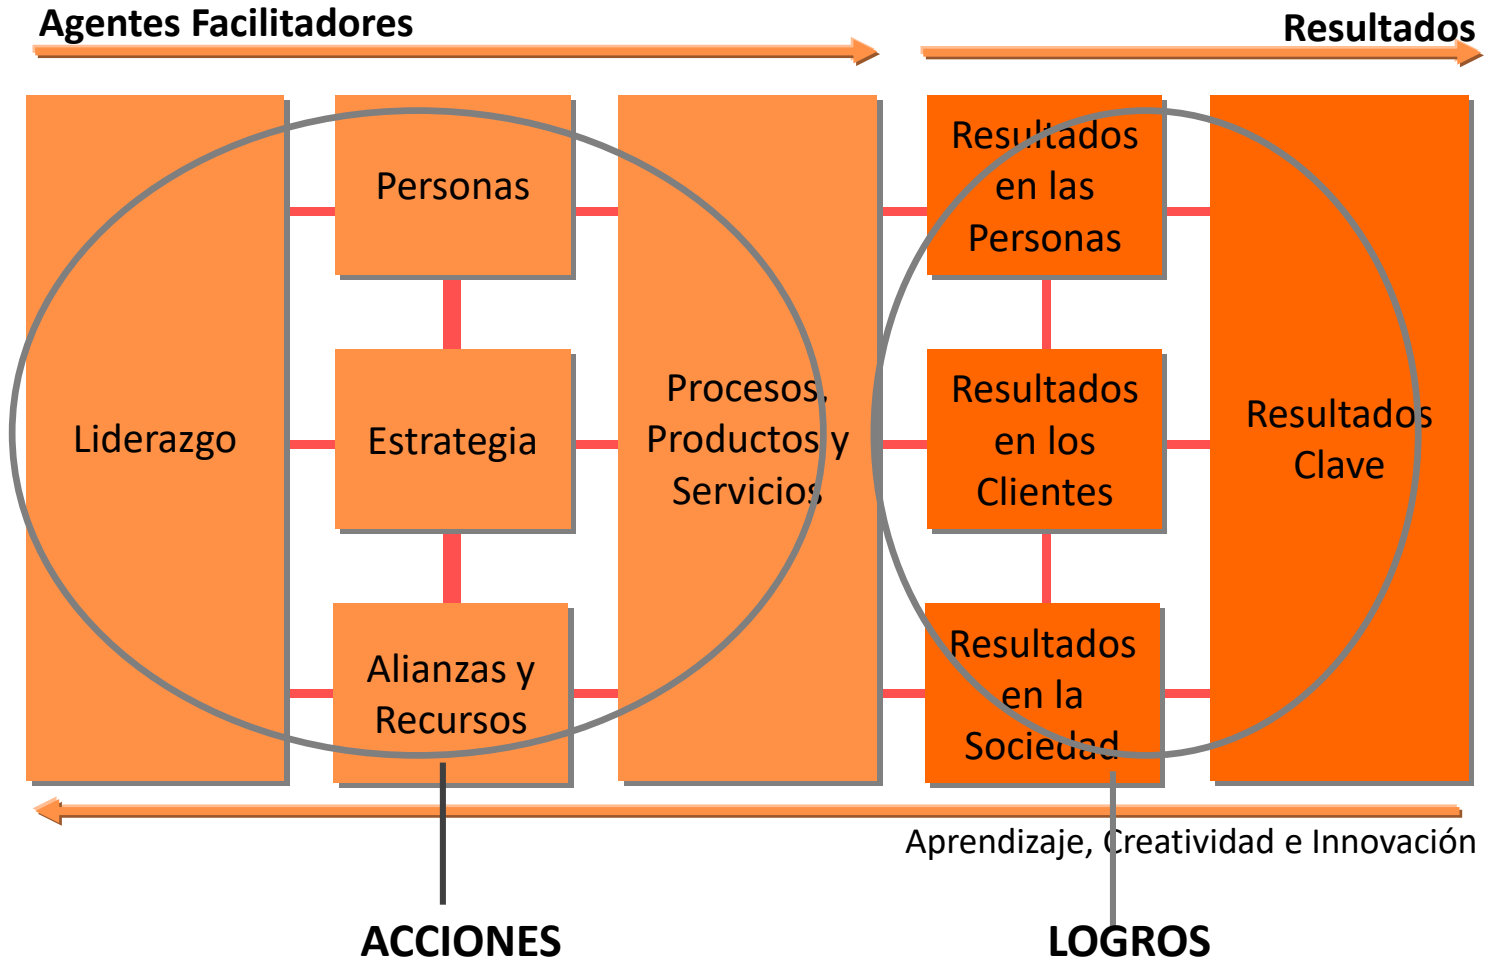 Agentes Facilitadores
Resultados
Liderazgo
Personas
Estrategia
Alianzas y
Recursos
Procesos,
Productos y
Servicios
Resultados
en las
Personas
Resultados
en los
Clientes
Resultados
en la
Sociedad
Resultados
Clave
Aprendizaje, Creatividad e Innovación
ACCIONES
LOGROS